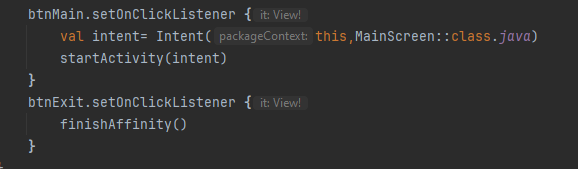 btnMain.setOnClickListener { it: View!
val intent= Intent( packageContext: this,MainScreen::class.java)
startActivity(intent)
}
btnExit.setOnClickListener { it: View!
finishAffinity()
}